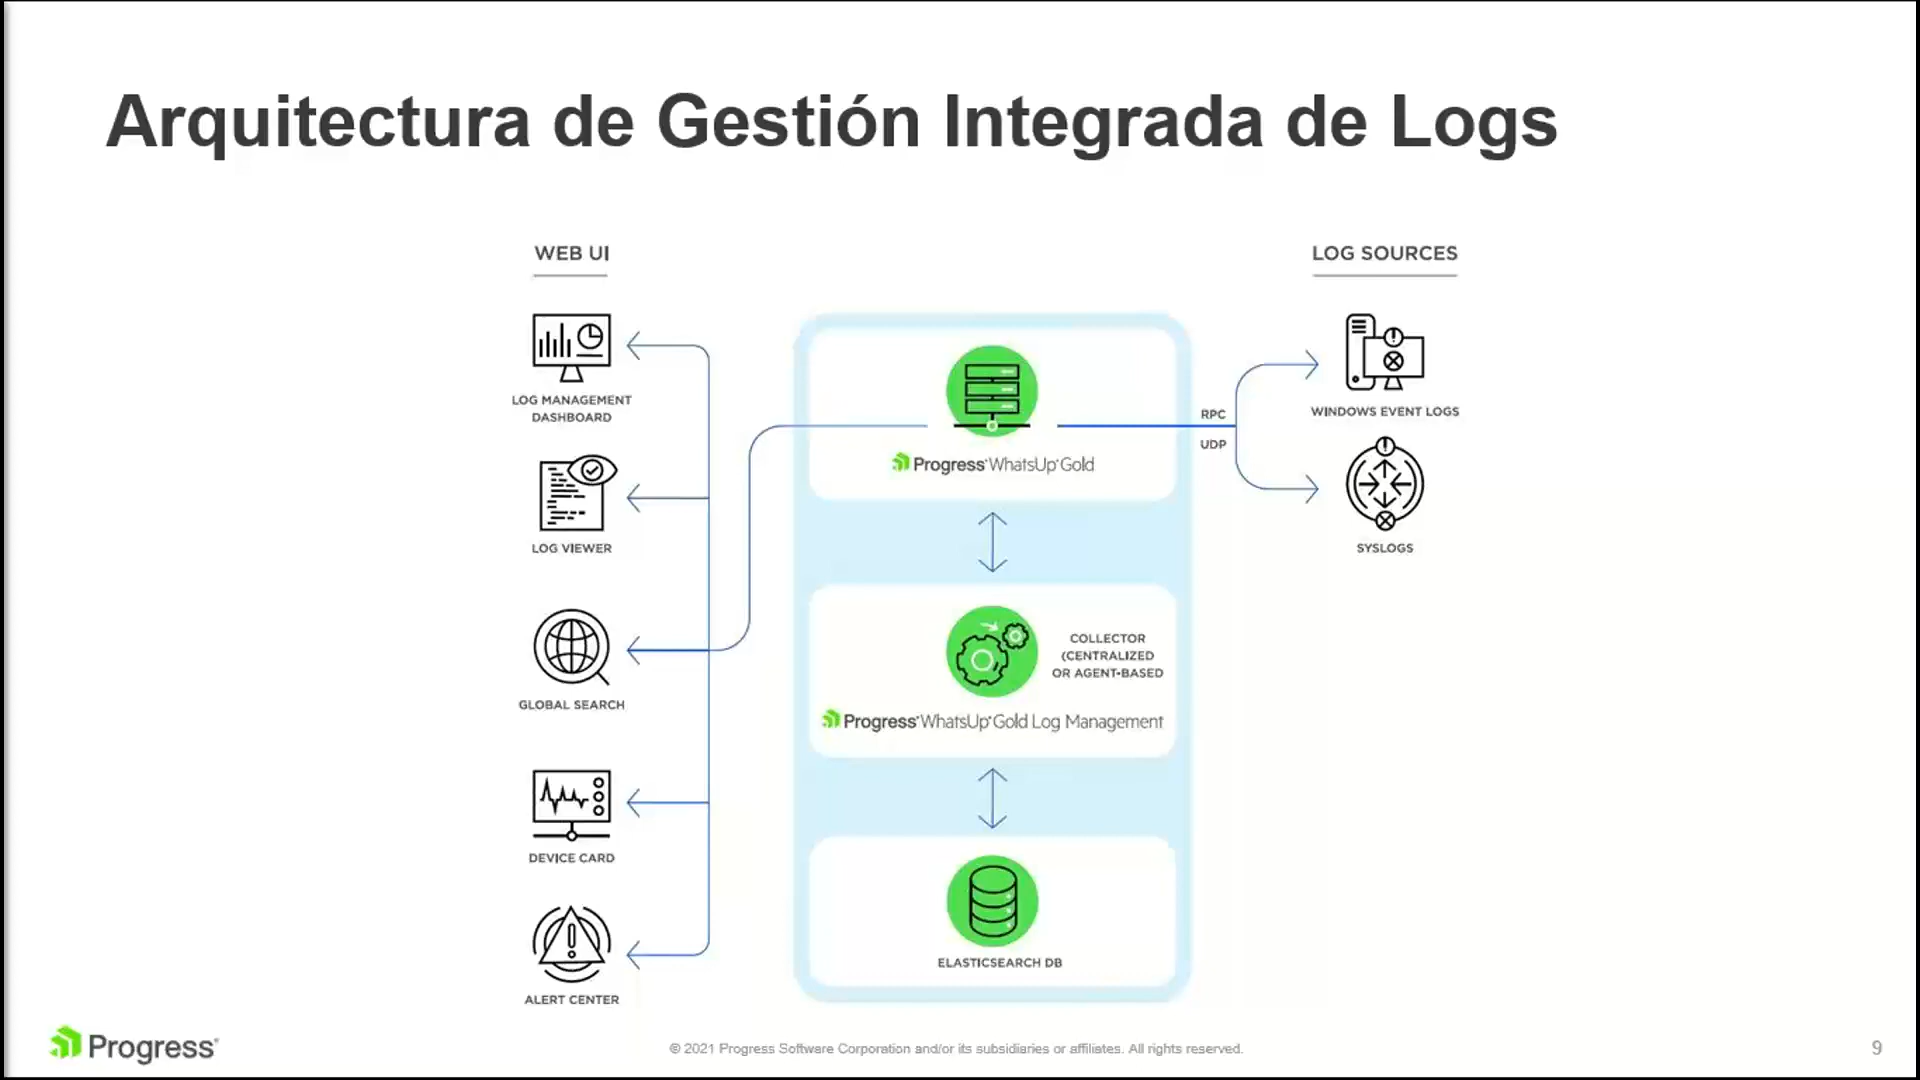 Arquitectura de Gestión Integrada de Logs
WEB UI
LOG MANAGEMENT
DASHBOARD
LOG VIEWER
GLOBAL SEARCH
DEVICE CARD
ALERT CENTER
Progress WhatsUp Gold
COLLECTOR
(CENTRALIZED
OR AGENT-BASED
Progress WhatsUp Gold Log Management
ELASTICSEARCH DB
RPC
UDP
LOG SOURCES
WINDOWS EVENT LOGS
SYSLOGS
Progress
© 2021 Progress Software Corporation and/or its subsidiaries or affiliates. All rights reserved.
9